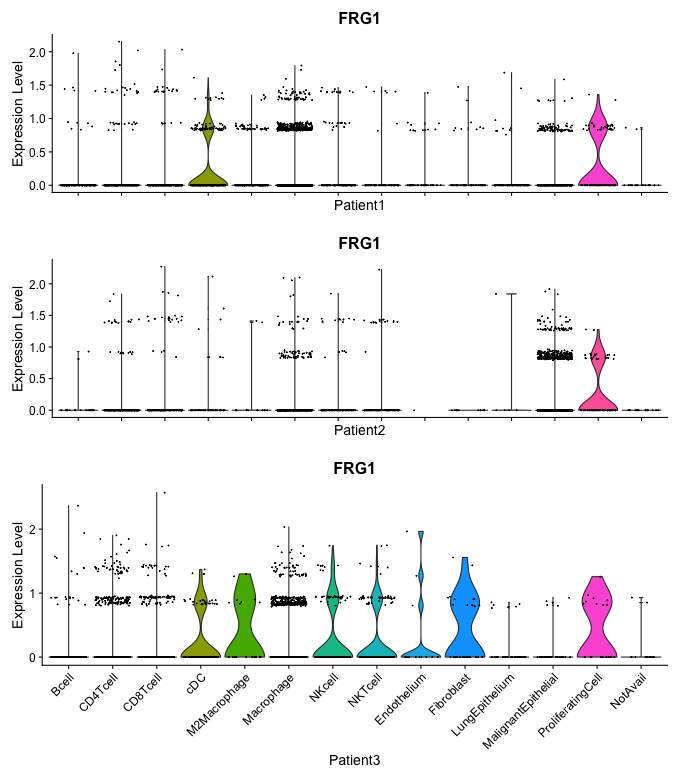 FRG1
Expression Level
2.0
1.5
1.0
0.5
0.0
Patient1
FRG1
Expression Level
2.0
1.5
1.0
0.5
0.0
Patient2
FRG1
Expression Level
2
1
0
Bcell
CD4Tcell
CD8Tcell
cDC
M2Macrophage
Macrophage
NKcell
NKTcell
Endothelium
Fibroblast
LungEpithelium
MalignantEpithelial
ProliferatingCell
NotAvail
Patient3